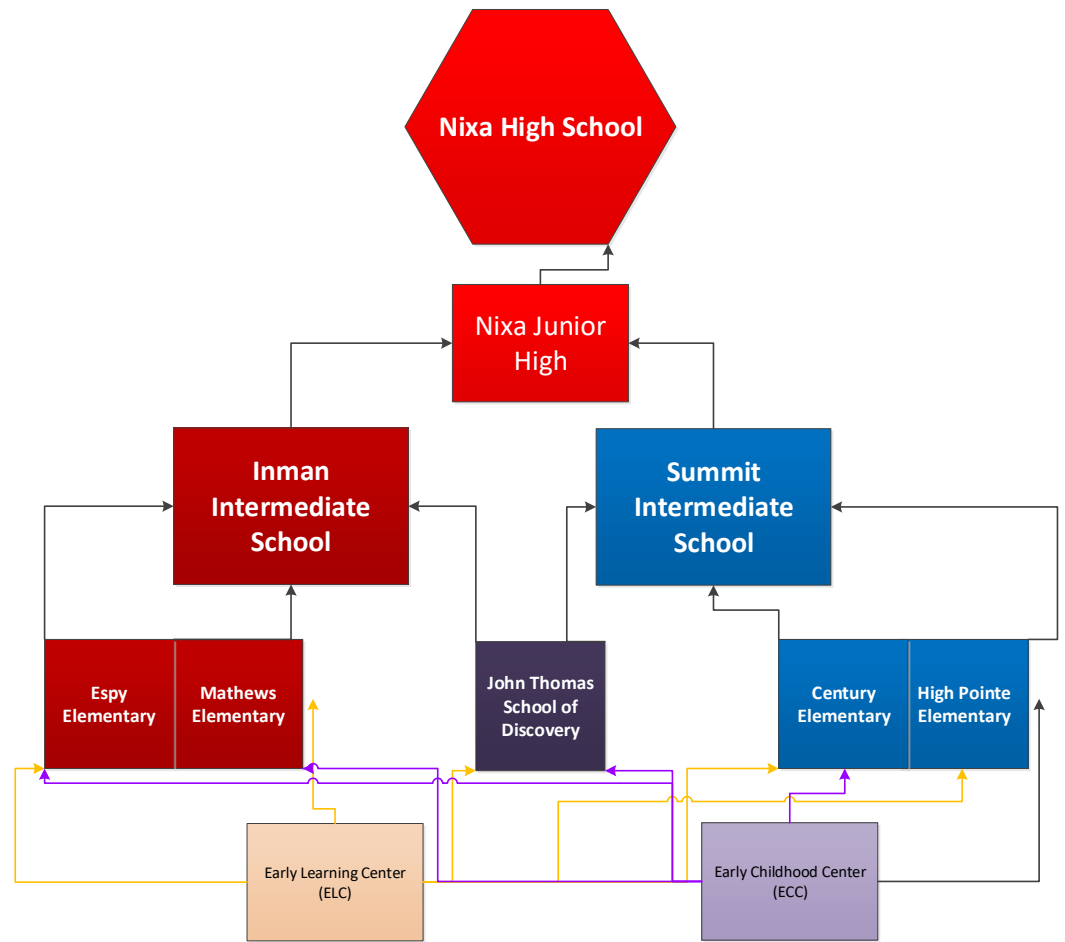 Nixa High School
Nixa Junior
High
Inman
Intermediate
School
Summit
Intermediate
School
Espy
Elementary
Mathews
Elementary
John Thomas
School of
Discovery
Century
Elementary
High Pointe
Elementary
Early Learning Center
(ELC)
Early Childhood Center
(ECC)